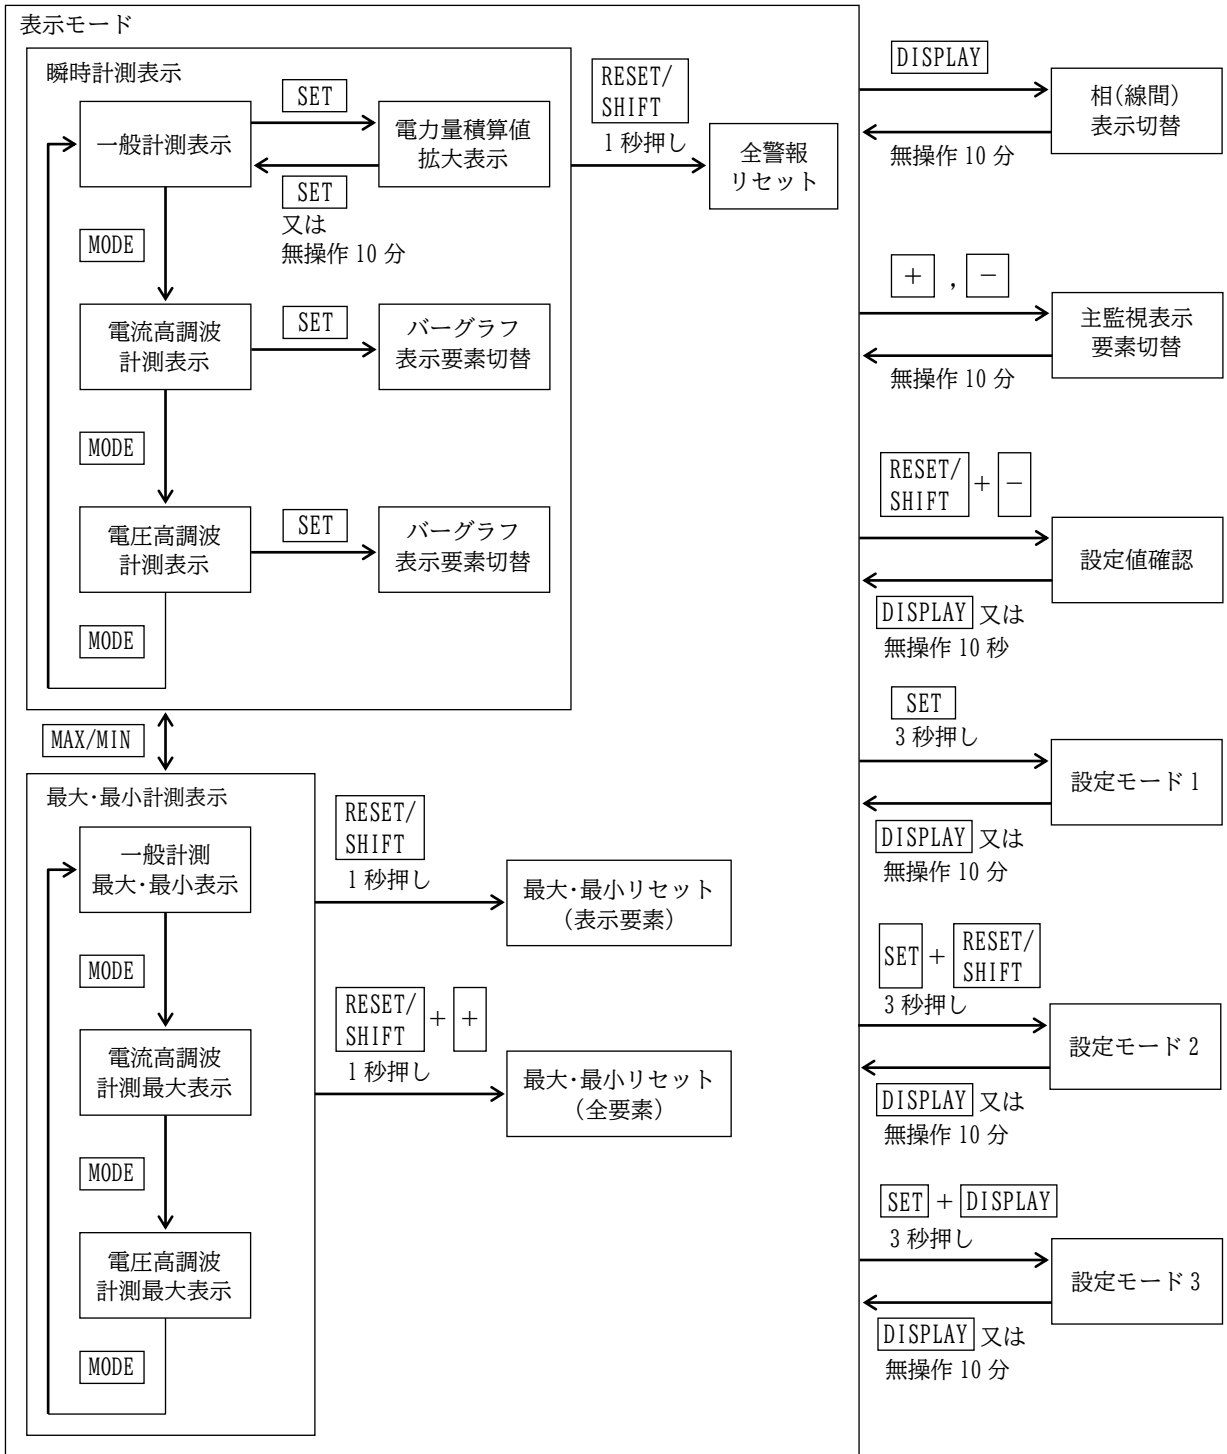 表示モード
瞬時計測表示
一般計測表示
SET
電力量積算値
拡大表示
SET
又は
無操作 10 分
RESET/
SHIFT
1 秒押し
全警報
リセット
MODE
電流高調波
計測表示
SET
バーグラフ
表示要素切替
MODE
電圧高調波
計測表示
SET
バーグラフ
表示要素切替
MODE
MAX/MIN
最大･最小計測表示
一般計測
最大･最小表示
RESET/
SHIFT
1 秒押し
最大･最小リセット
（表示要素）
MODE
電流高調波
計測最大表示
RESET/
SHIFT
+ +
1 秒押し
最大･最小リセット
（全要素）
MODE
電圧高調波
計測最大表示
MODE
DISPLAY
相(線間)
表示切替
無操作 10 分
+ , －
主監視表示
要素切替
無操作 10 分
RESET/
SHIFT
+ －
設定値確認
DISPLAY 又は
無操作 10 秒
SET
3 秒押し
設定モード 1
DISPLAY 又は
無操作 10 分
SET + RESET/
SHIFT
3 秒押し
設定モード 2
DISPLAY 又は
無操作 10 分
SET + DISPLAY
3 秒押し
設定モード 3
DISPLAY 又は
無操作 10 分